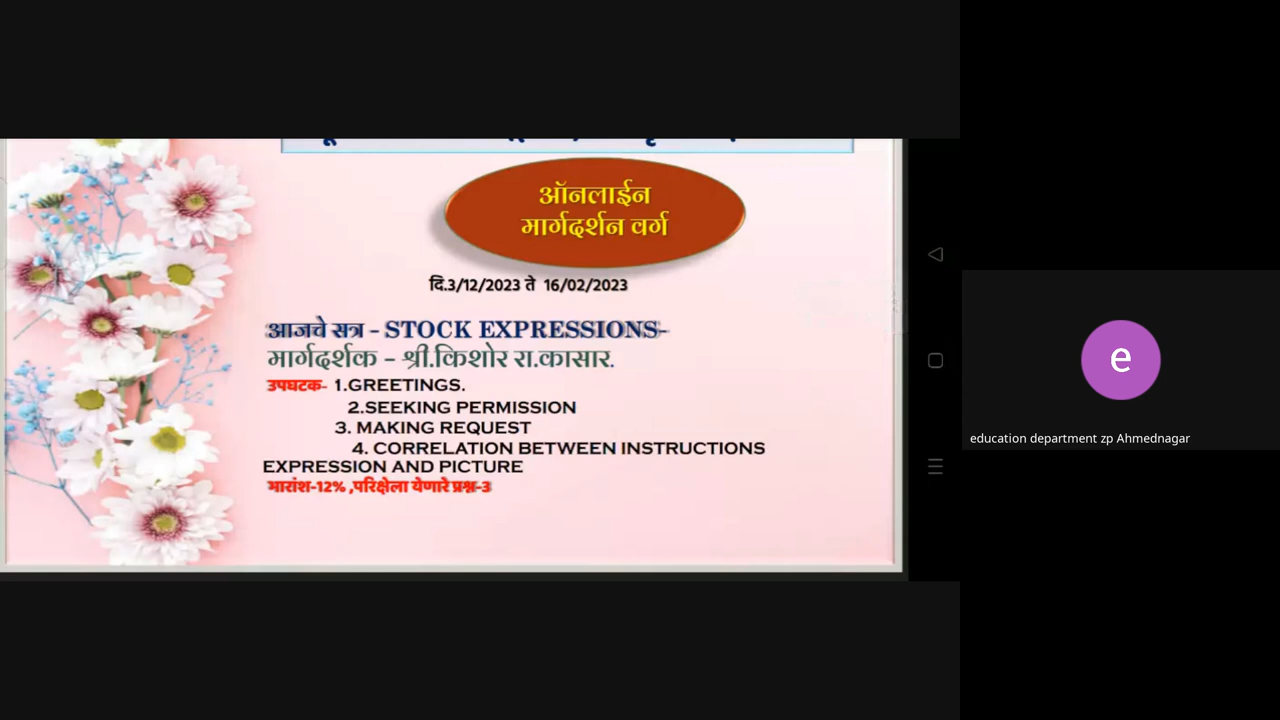 ऑनलाईन
मार्गदर्शन वर्ग
दि.3/12/2023 ते 16/02/2023
आजचे सत्र - STOCK EXPRESSIONS-
मार्गदर्शक - श्री.किशोर रा.कासार.
उपघटक- 1.GREETINGS.
2.SEEKING PERMISSION
3. MAKING REQUEST
4. CORRELATION BETWEEN INSTRUCTIONS
EXPRESSION AND PICTURE
भारांश-12% ,परिक्षेला येणारे प्रश्न-3
e
education department zp Ahmednagar